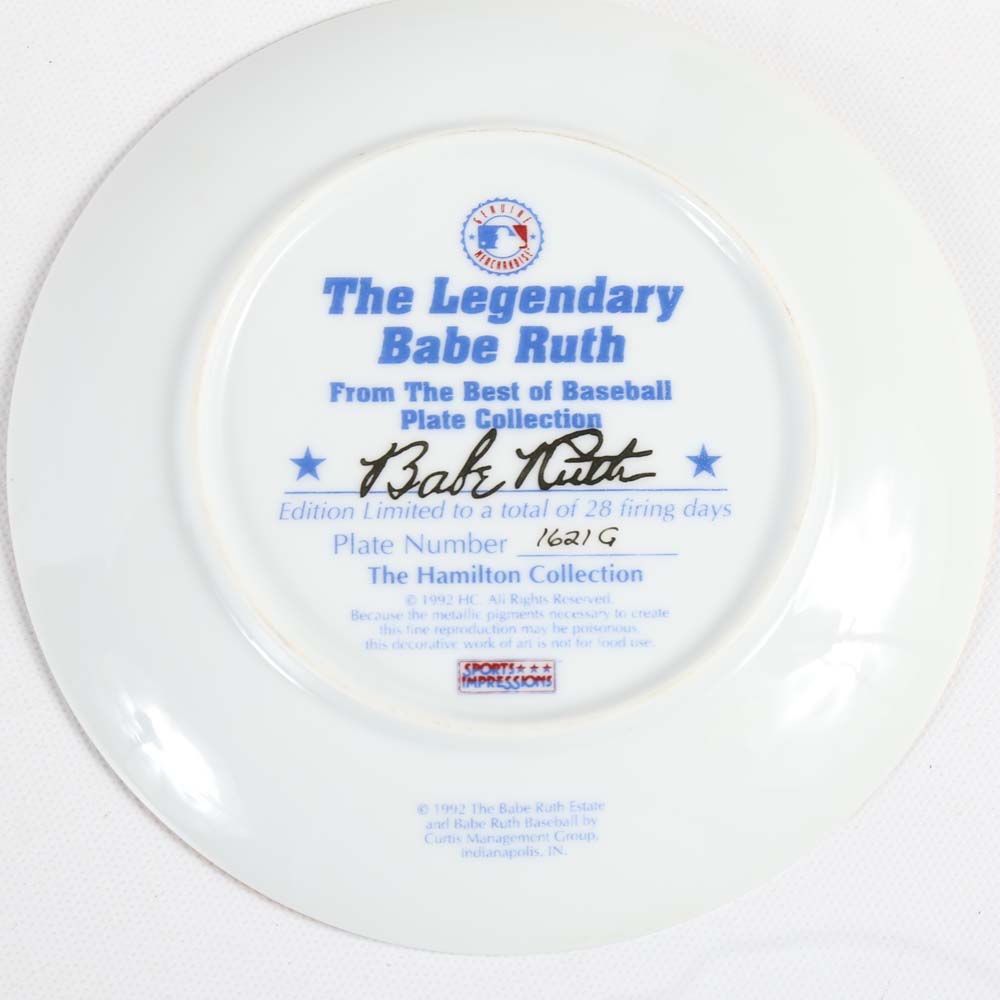 GENUINE
MERCHANDISE
The Legendary
Babe Ruth
From The Best of Baseball
Plate Collection
Babe Ruth
Edition Limited to a total of 28 firing days
Plate Number 1621 G
The Hamilton Collection
© 1992 HC. All Rights Reserved.
Because the metallic pigments necessary to create
this fine reproduction may be poisonous,
this decorative work of art is not for food use.
SPORTS
IMPRESSIONS
© 1992 The Babe Ruth Estate
and Babe Ruth Baseball by
Curtis Management Group,
Indianapolis, IN.